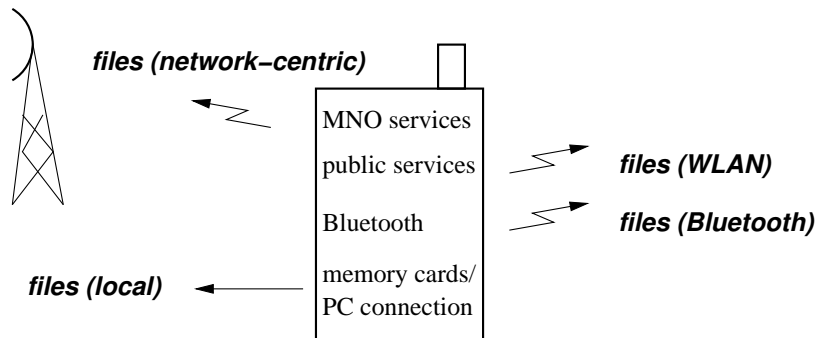 files (network−centric)
MNO services
public services
files (WLAN)
Bluetooth
files (Bluetooth)
files (local)
memory cards/
PC connection